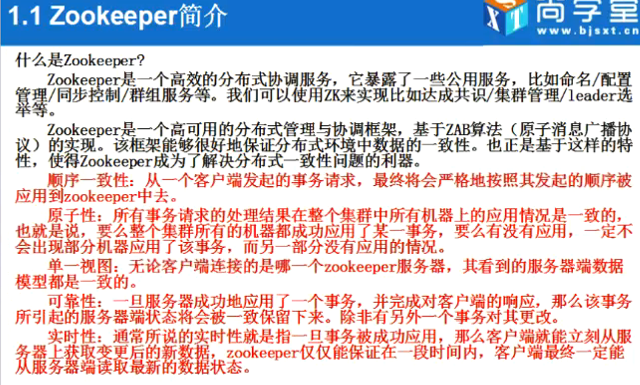 1.1 Zookeeper简介
尚学堂
www.bjsxt.cn
什么是Zookeeper?
Zookeeper是一个高效的分布式协调服务，它暴露了一些公用服务，比如命名/配置
管理/同步控制/群组服务等。我们可以使用ZK来实现比如达成共识/集群管理/leader选
举等。
Zookeeper是一个高可用的分布式管理与协调框架，基于ZAB算法（原子消息广播协
议）的实现。该框架能够很好地保证分布式环境中数据的一致性。也正是基于这样的特
性，使得Zookeeper成为了解决分布式一致性问题的利器。
顺序一致性：从一个客户端发起的事务请求，最终将会严格地按照其发起的顺序被
应用到zookeeper中去。
原子性：所有事务请求的处理结果在整个集群中所有机器上的应用情况是一致的，
也就是说，要么整个集群所有的机器都成功应用了某一事务，要么有没有应用，一定不
会出现部分机器应用了该事务，而另一部分没有应用的情况。
单一视图：无论客户端连接的是哪一个zookeeper服务器，其看到的服务器端数据
模型都是一致的。
可靠性：一旦服务器成功地应用了一个事务，并完成对客户端的响应，那么该事务
所引起的服务器端状态将会被一致保留下来。除非有另外一个事务对其更改。
实时性：通常所说的实时性就是指一旦事务被成功应用，那么客户端就能立刻从服
务器上获取变更后的新数据，zookeeper仅仅能保证在一段时间内，客户端最终一定能
从服务器端读取最新的数据状态。